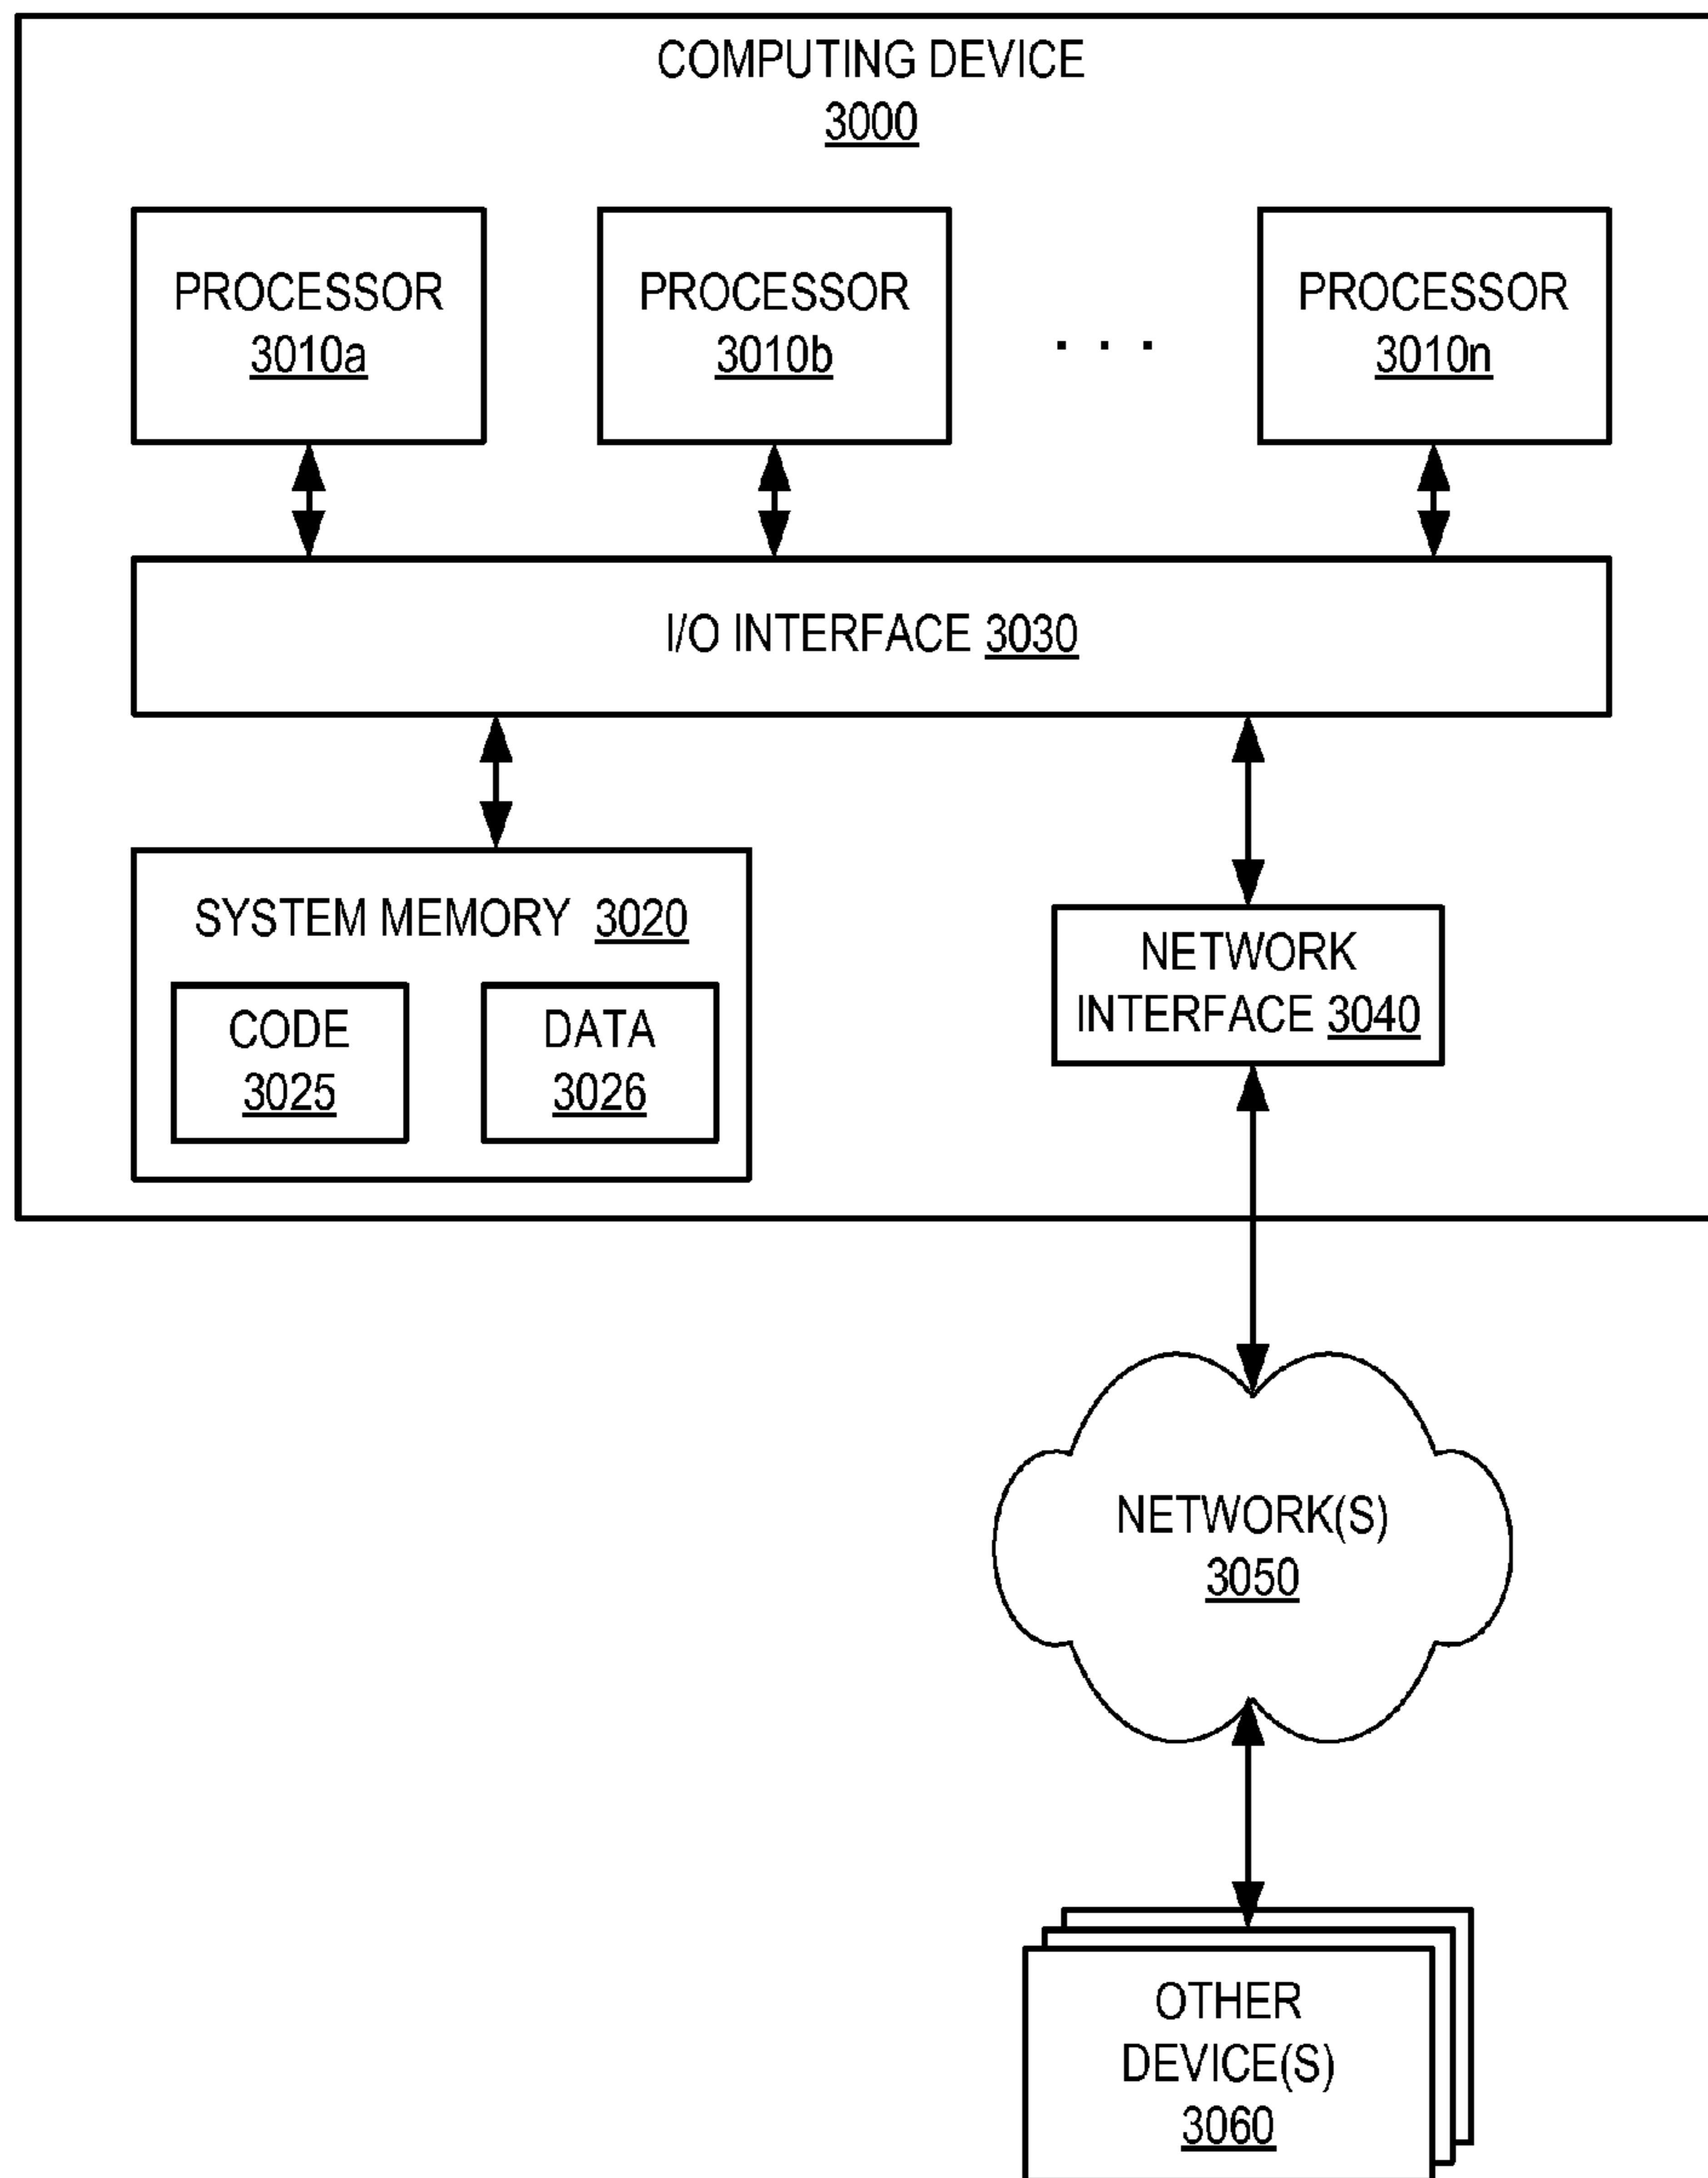 COMPUTING DEVICE
3000
PROCESSOR
3010a
PROCESSOR
3010b
. . .
PROCESSOR
3010n
I/O INTERFACE 3030
SYSTEM MEMORY 3020
CODE
3025
DATA
3026
NETWORK
INTERFACE 3040
NETWORK(S)
3050
OTHER
DEVICE(S)
3060